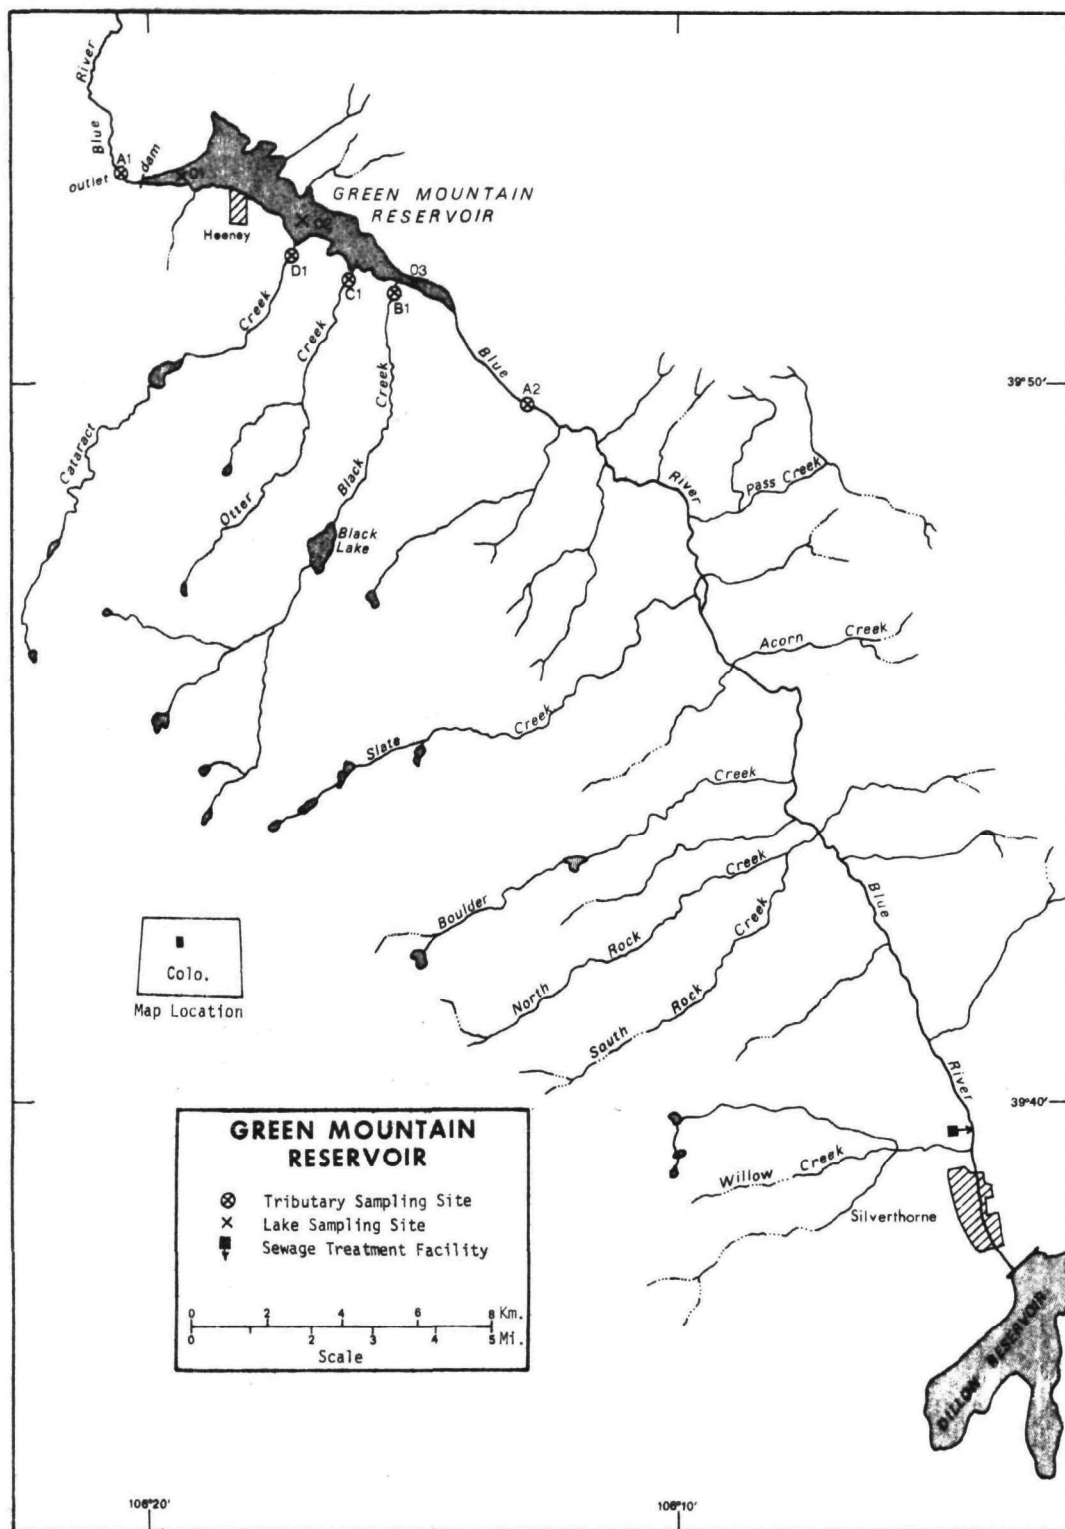 River
Blue
A1
outlet
dam
01
GREEN MOUNTAIN
RESERVOIR
02
Heeney
D1
C1
03
B1
Creek
Creek
Creek
Blue
A2
39°50'
Cataract
Otter
Black
River
Pass Creek
Black
Lake
Acorn Creek
Slate
Creek
Creek
Boulder
Creek
Creek
Blue
North
Rock
South
Rock
Colo.
Map Location
River
39°40'
GREEN MOUNTAIN
RESERVOIR
Tributary Sampling Site
Lake Sampling Site
Sewage Treatment Facility
0 2 4 6 8 Km.
0 1 2 3 4 5 Mi.
Scale
Willow Creek
Silverthorne
DILLON RESERVOIR
106°20'
106°10'